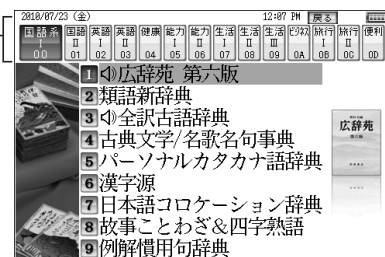 2010/07/23 (金) 12:07 PM 戻る
国語系 I 00
国語 II 01
英語 I 02
英語 II 03
健康 04
能力 I 05
能力 II 06
生活 I 07
生活 II 08
生活 III 09
ビジネス 0A
旅行 I 0B
旅行 II 0C
便利 0D
1 広辞苑 第六版
2 類語新辞典
3 全訳古語辞典
4 古典文学/名歌名句事典
5 パーソナルカタカナ語辞典
6 漢字源
7 日本語コロケーション辞典
8 故事ことわざ&四字熟語
9 例解慣用句辞典
広辞苑
第六版